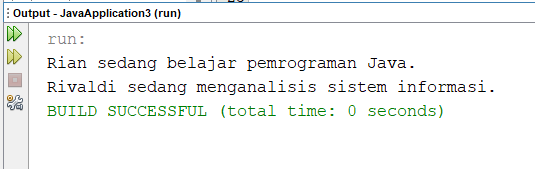 Output - JavaApplication3 (run)
run:
Rian sedang belajar pemrograman Java.
Rivaldi sedang menganalisis sistem informasi.
BUILD SUCCESSFUL (total time: 0 seconds)